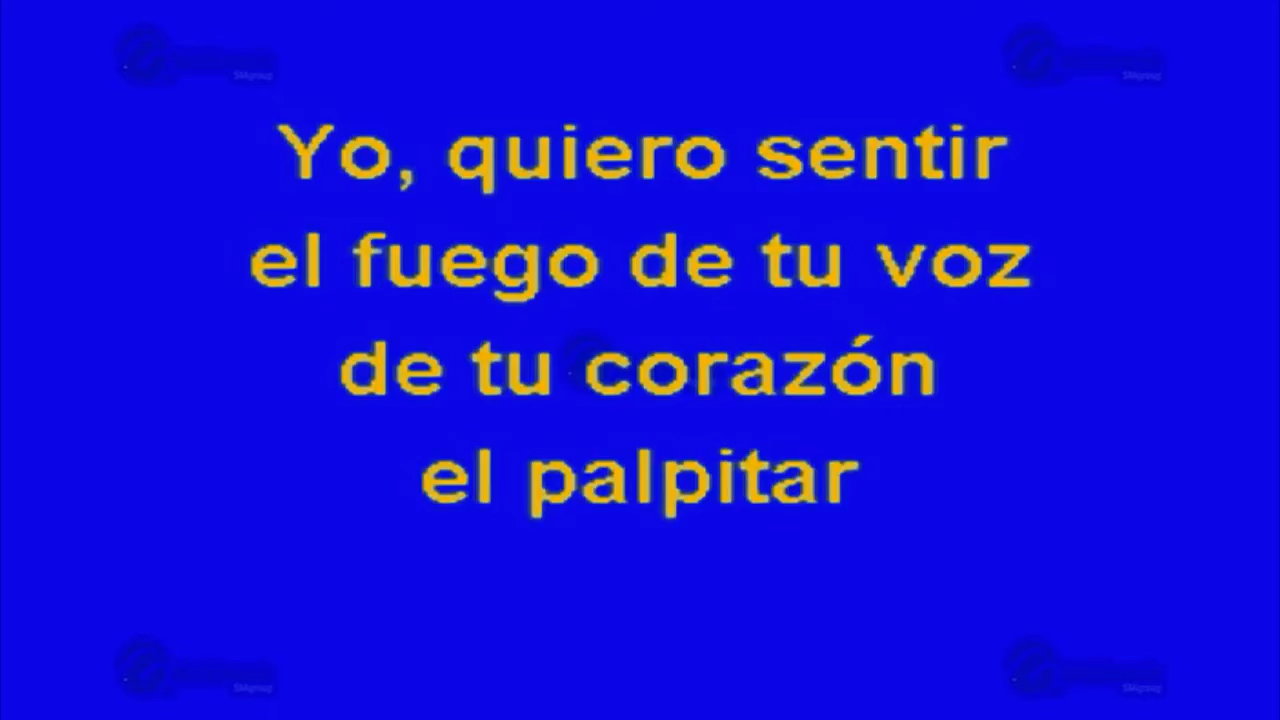 Yo, quiero sentir
el fuego de tu voz
de tu corazón
el palpitar